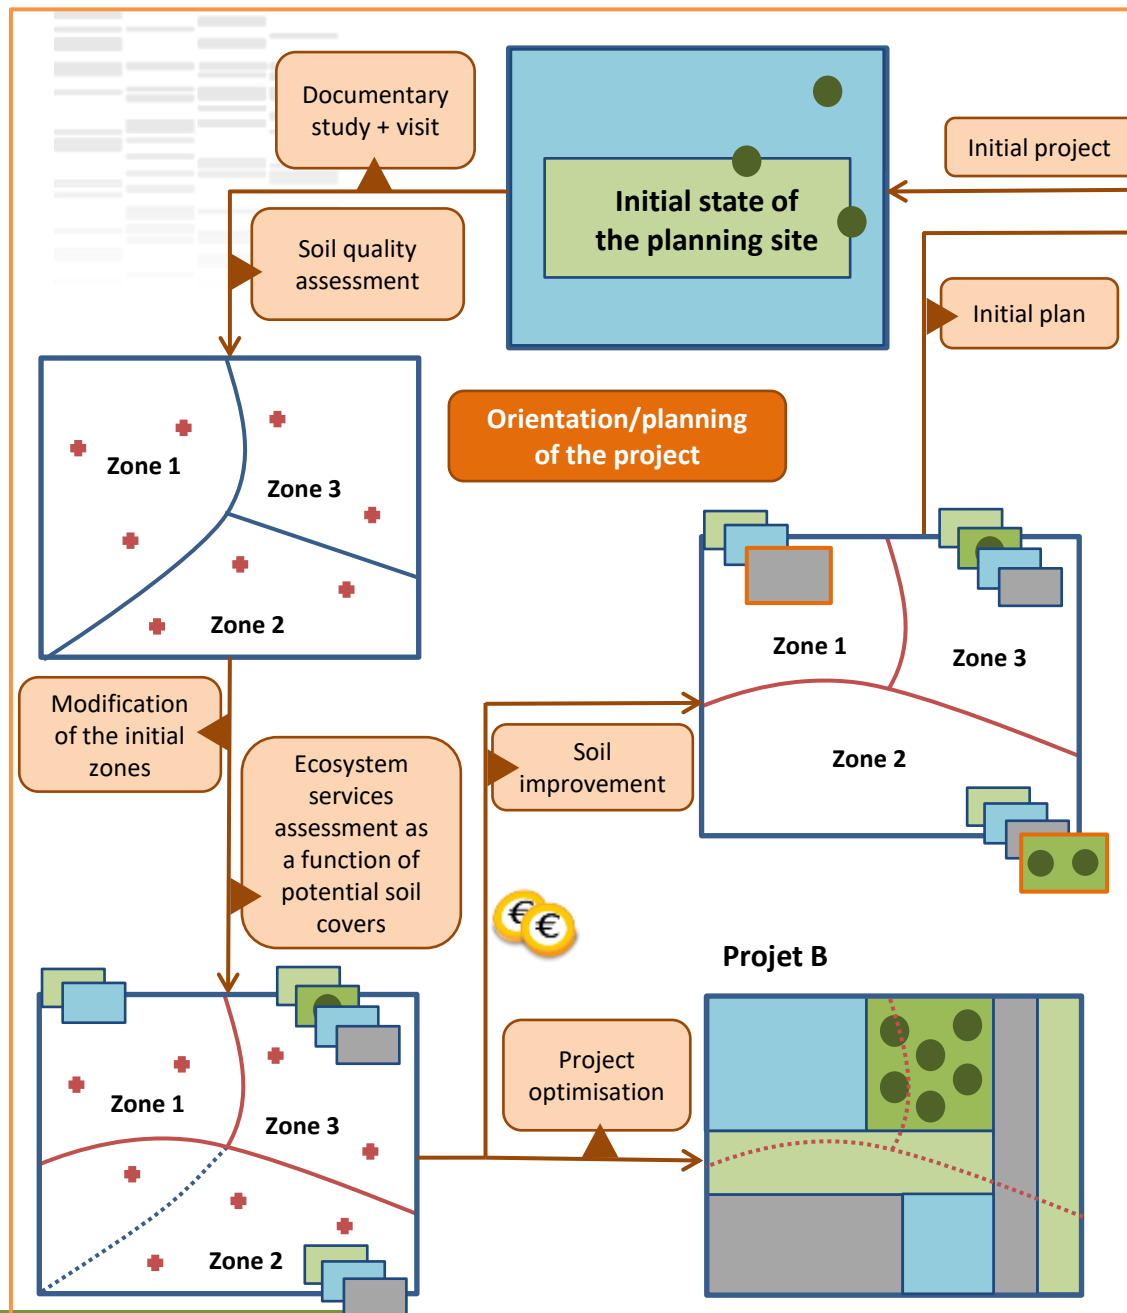 Documentary
study + visit
Initial project
Initial state of
the planning site
Soil quality
assessment
Initial plan
Orientation/planning
of the project
Zone 1
Zone 3
Zone 2
Zone 1
Zone 3
Zone 2
Modification
of the initial
zones
Ecosystem
services
assessment as
a function of
potential soil
covers
Soil
improvement
€
€
Projet B
Project
optimisation
Zone 1
Zone 3
Zone 2